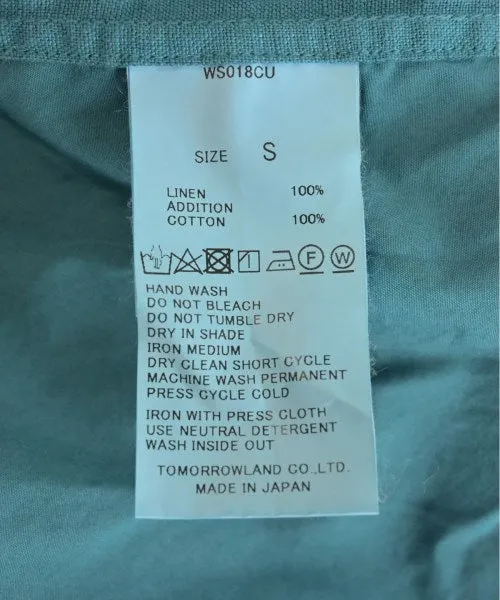 WS018CU
SIZE S
LINEN 100%
ADDITION
COTTON 100%
F W
HAND WASH
DO NOT BLEACH
DO NOT TUMBLE DRY
DRY IN SHADE
IRON MEDIUM
DRY CLEAN SHORT CYCLE
MACHINE WASH PERMANENT
PRESS CYCLE COLD
IRON WITH PRESS CLOTH
USE NEUTRAL DETERGENT
WASH INSIDE OUT
TOMORROWLAND CO.,LTD.
MADE IN JAPAN